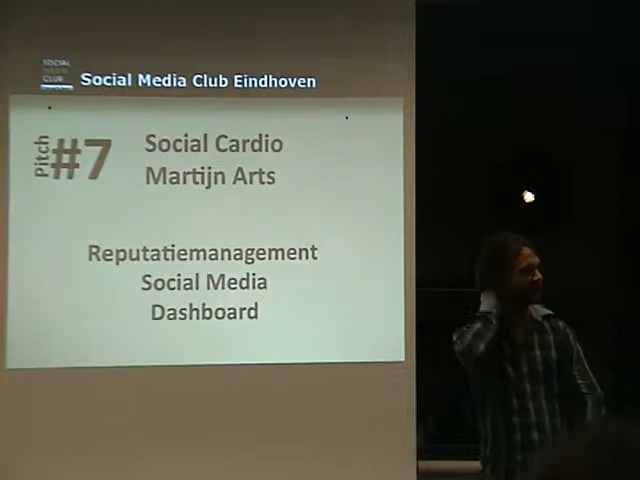 SOCIAL
MEDIA
CLUB
Social Media Club Eindhoven
Pitch
#7
Social Cardio
Martijn Arts
Reputatiemanagement
Social Media
Dashboard